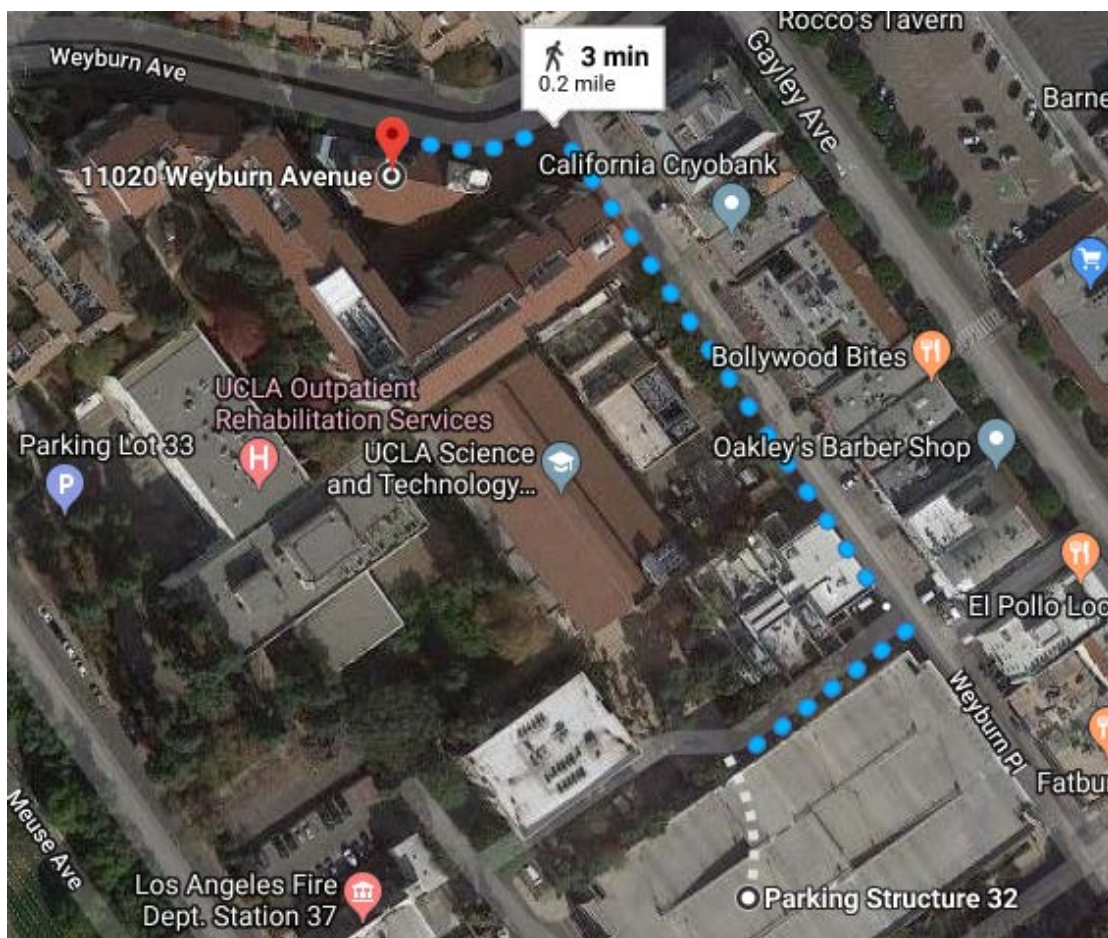 Rocco's Tavern
Weyburn Ave
3 min
0.2 mile
Gayley Ave
Barne
California Cryobank
11020 Weyburn Avenue
Bollywood Bites
UCLA Outpatient
Rehabilitation Services
Parking Lot 33
P
H
UCLA Science
and Technology...
Oakley's Barber Shop
El Pollo Loc
Weyburn Pl
Fatbur
Meuse Ave
Los Angeles Fire
Dept. Station 37
Parking Structure 32